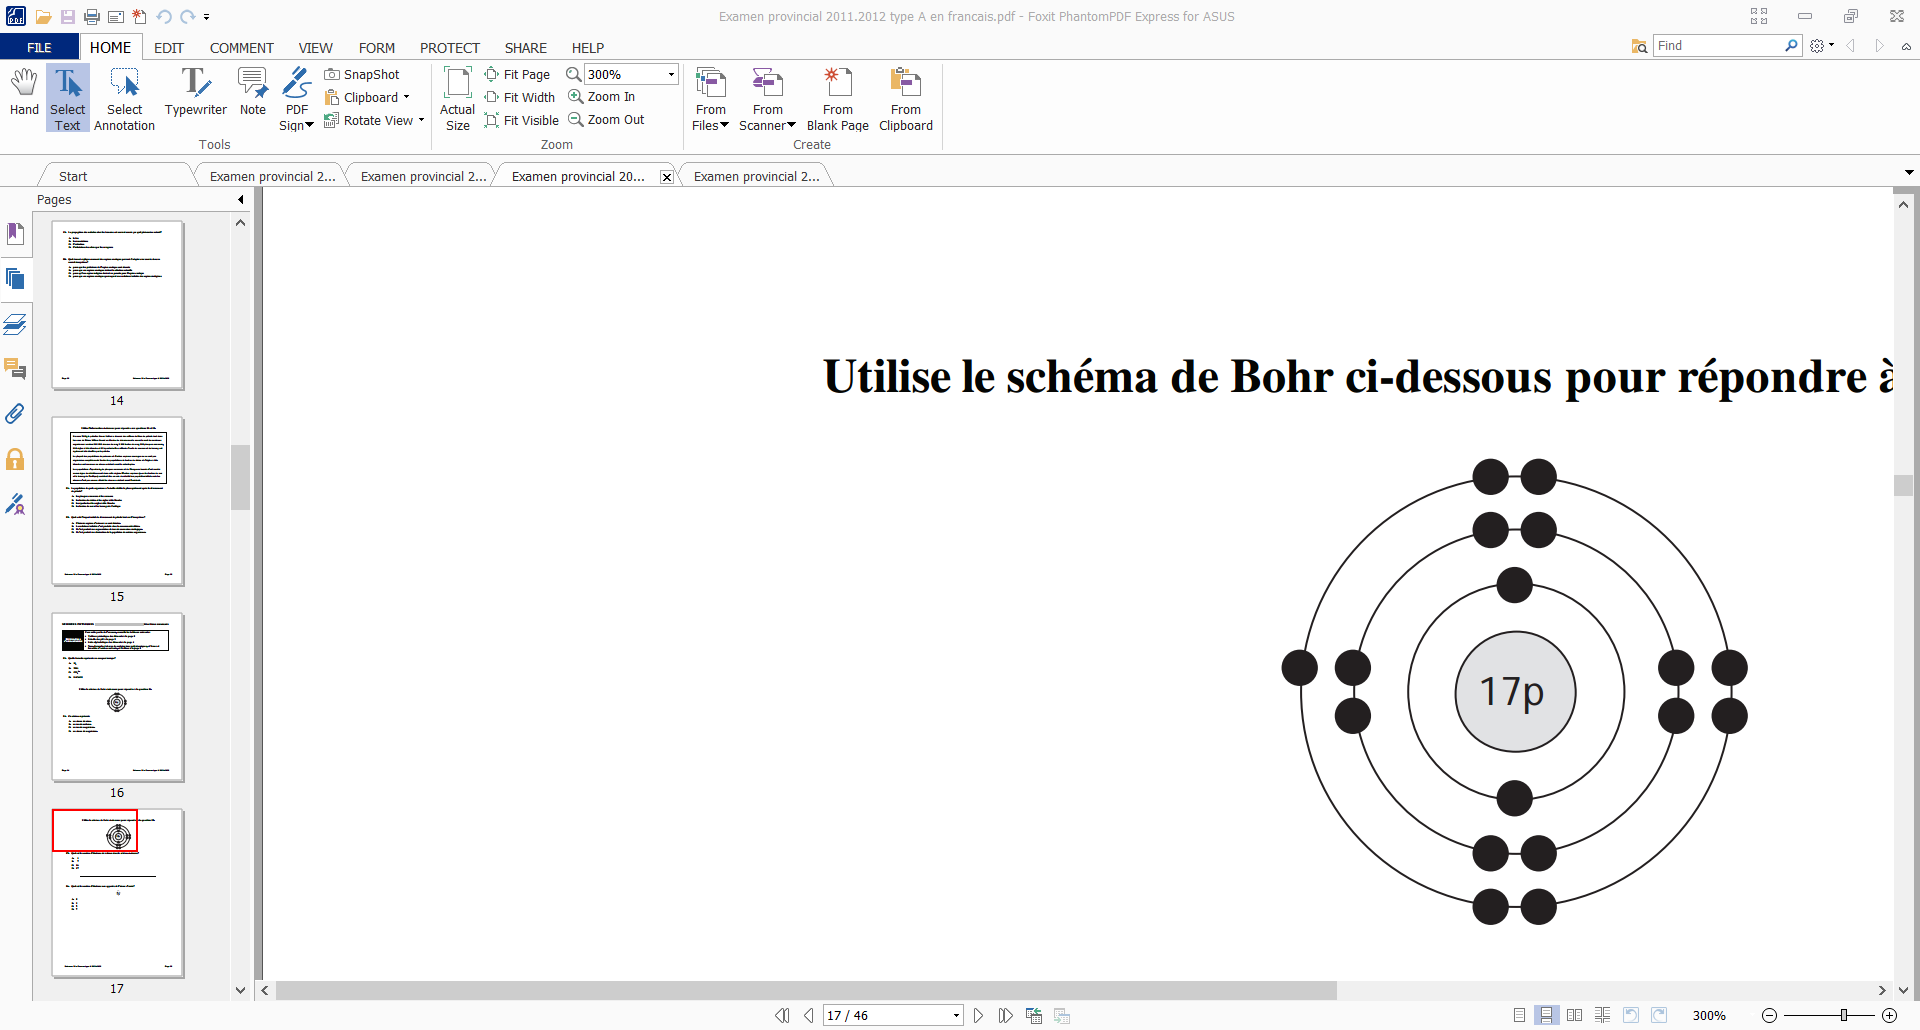 Examen provincial 2011.2012 type A en francais.pdf - Foxit PhantomPDF Express for ASUS
FILE HOME EDIT COMMENT VIEW FORM PROTECT SHARE HELP
Find
Hand
Select Text
Select Annotation
Typewriter
Note
PDF Sign
SnapShot
Clipboard
Rotate View
Tools
Actual Size
Fit Page
Fit Width
Fit Visible
300%
Zoom In
Zoom Out
Zoom
From Files
From Scanner
From Blank Page
From Clipboard
Create
Start
Examen provincial 2...
Examen provincial 2...
Examen provincial 20...
Examen provincial 2...
Pages
14
15
16
17
Utilise le schéma de Bohr ci-dessous pour répondre à
17p
17 / 46
300%